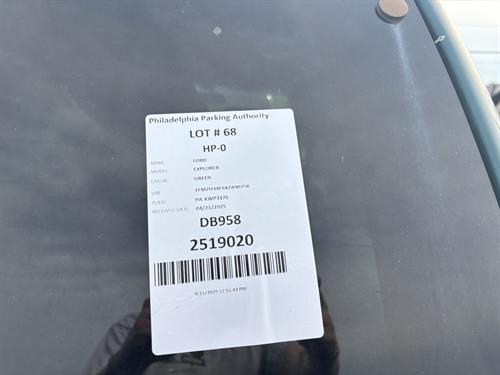 Philadelphia Parking Authority
LOT # 68
HP-0
MAKE: FORD
MODEL: EXPLORER
COLOR: GREEN
VIN:
PLATE: PA KWP3176
RECEIVED DATE: 04/21/2025
DB958
2519020
4/21/2025 12:51:43 PM